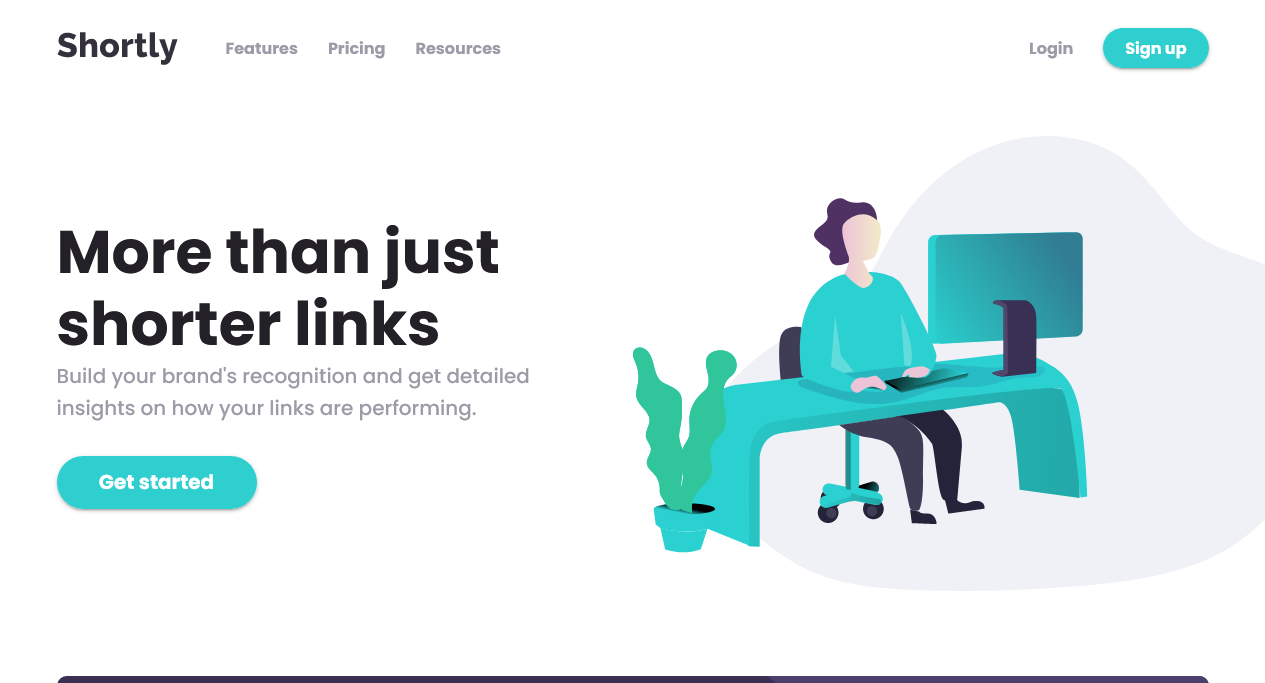 Shortly
Features
Pricing
Resources
Login
Sign up
More than just
shorter links
Build your brand's recognition and get detailed
insights on how your links are performing.
Get started